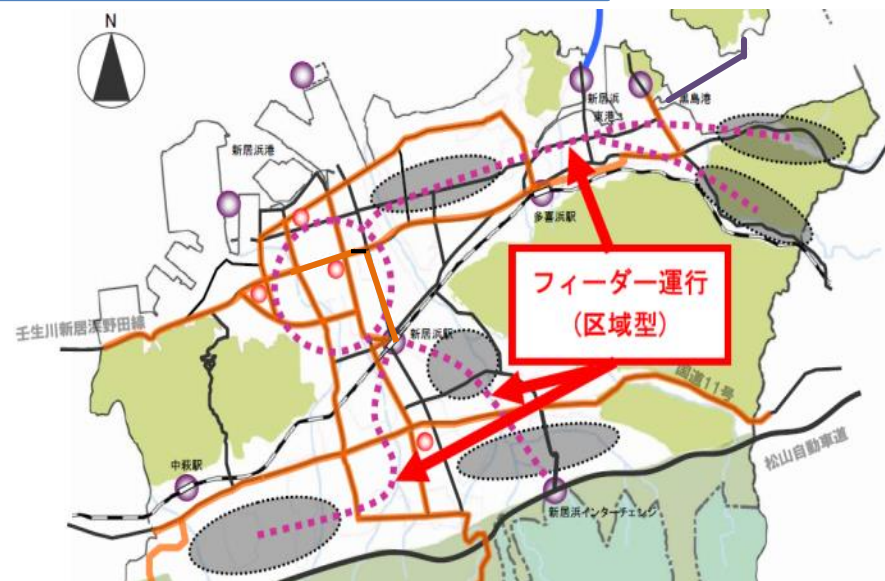 N
新居浜
東港
黒島港
新居浜港
多喜浜駅
フィーダー運行
（区域型）
壬生川新居浜野田線
新居浜駅
国道11号
松山自動車道
中萩駅
新居浜インターチェンジ